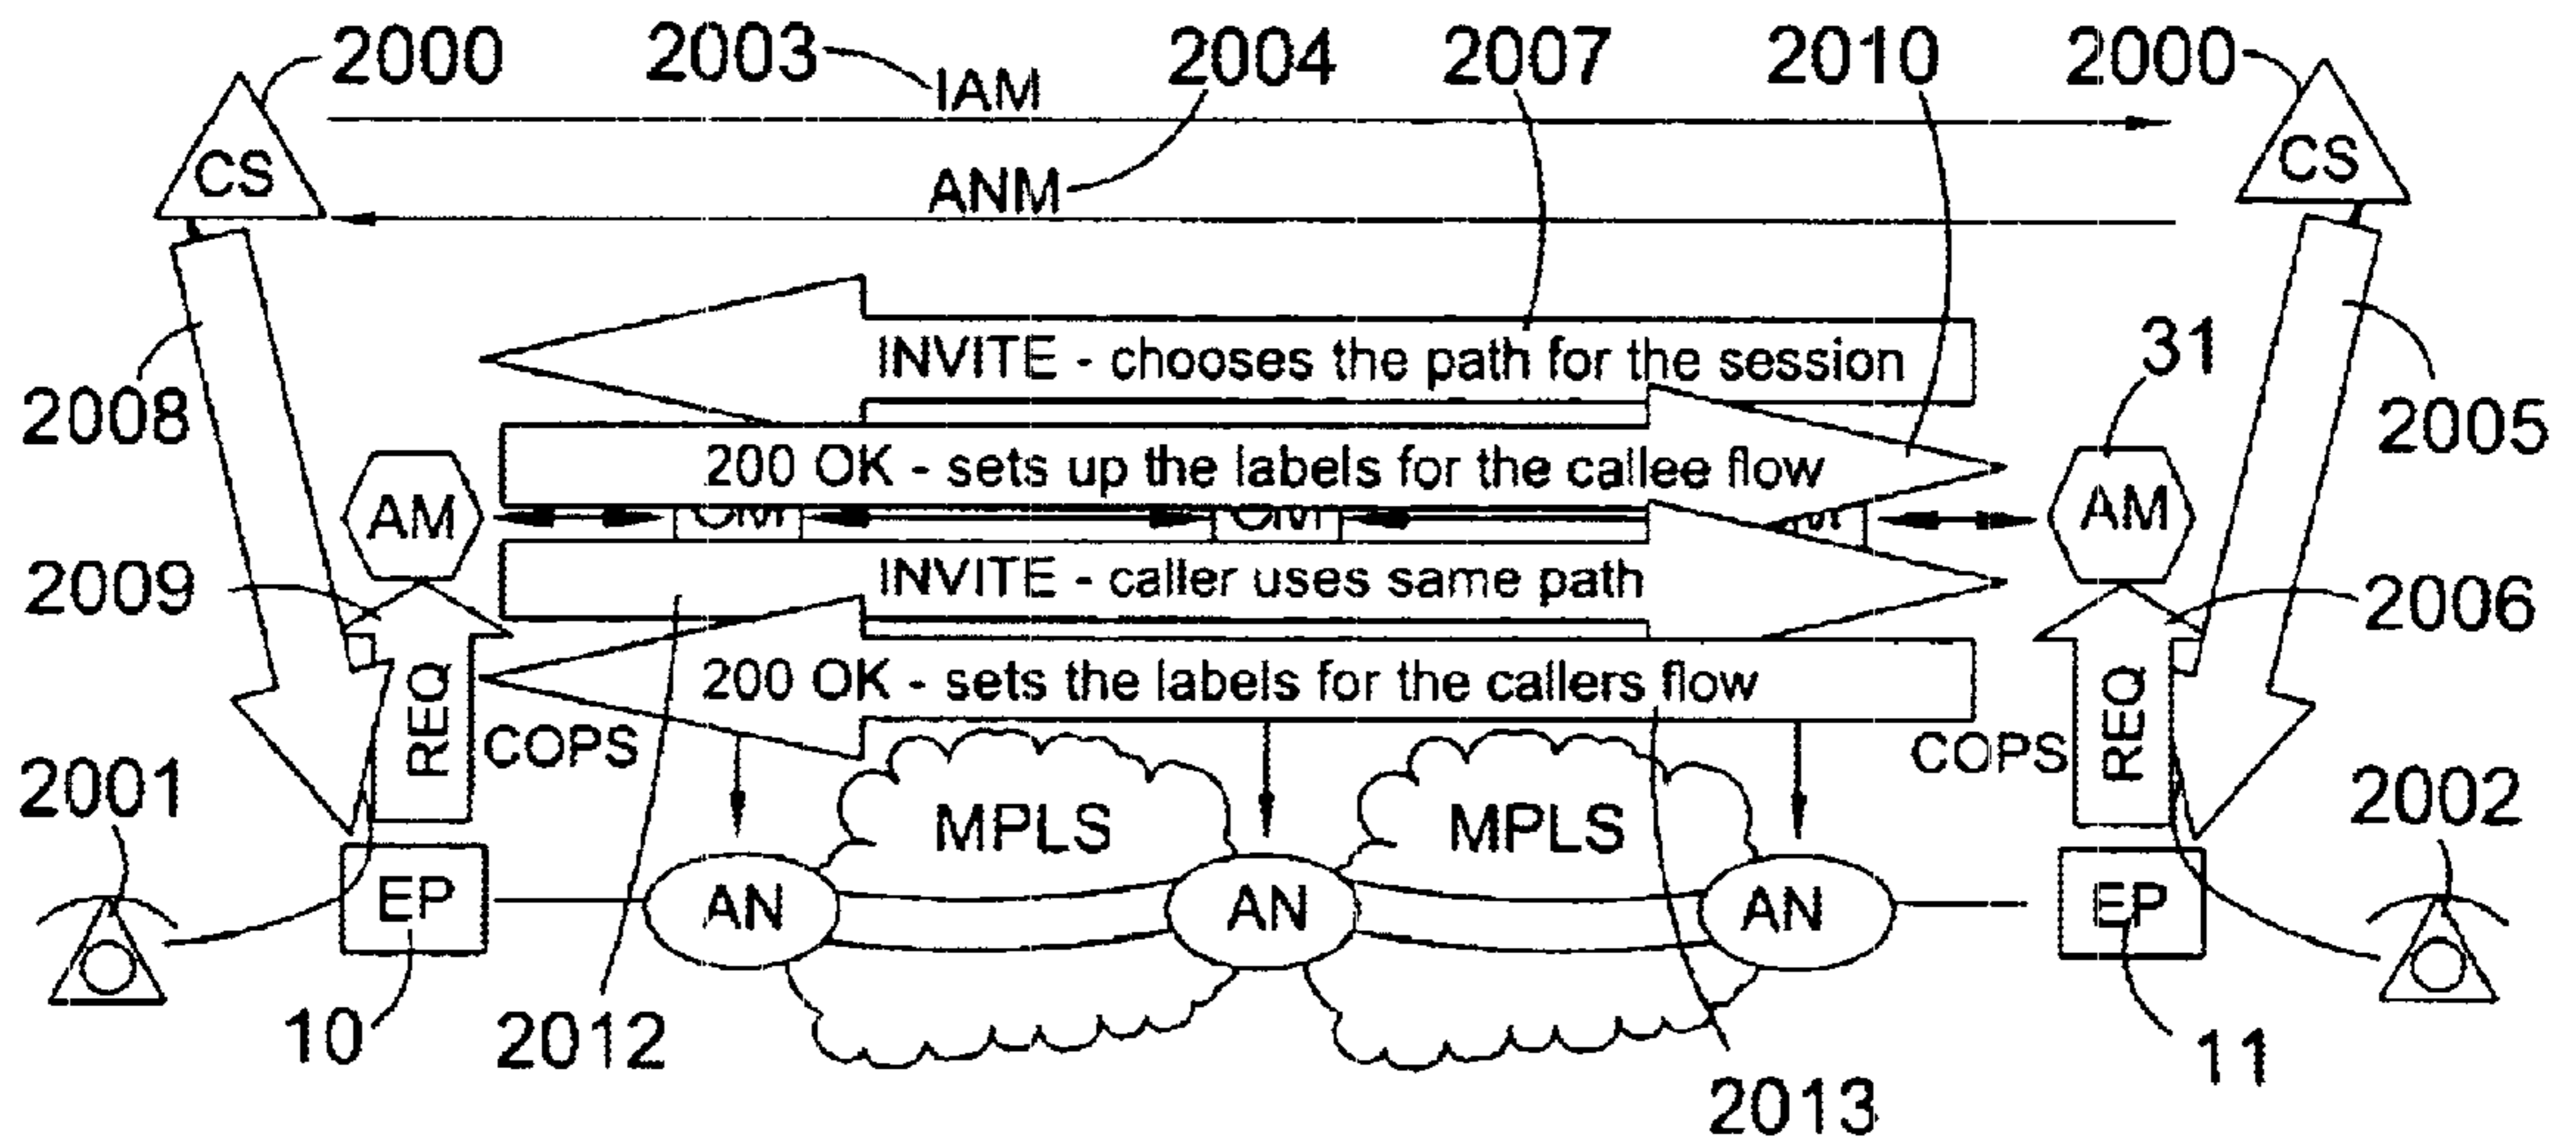 2000 2003 IAM 2004 2007 2010 2000
CS ANM CS
INVITE - chooses the path for the session
31
2008 2005
200 OK - sets up the labels for the callee flow
AM AM
2009 INVITE - caller uses same path 2006
200 OK - sets the labels for the callers flow
REQ COPS COPS REQ
2001 MPLS MPLS 2002
EP AN AN AN EP
10 2012 11
2013